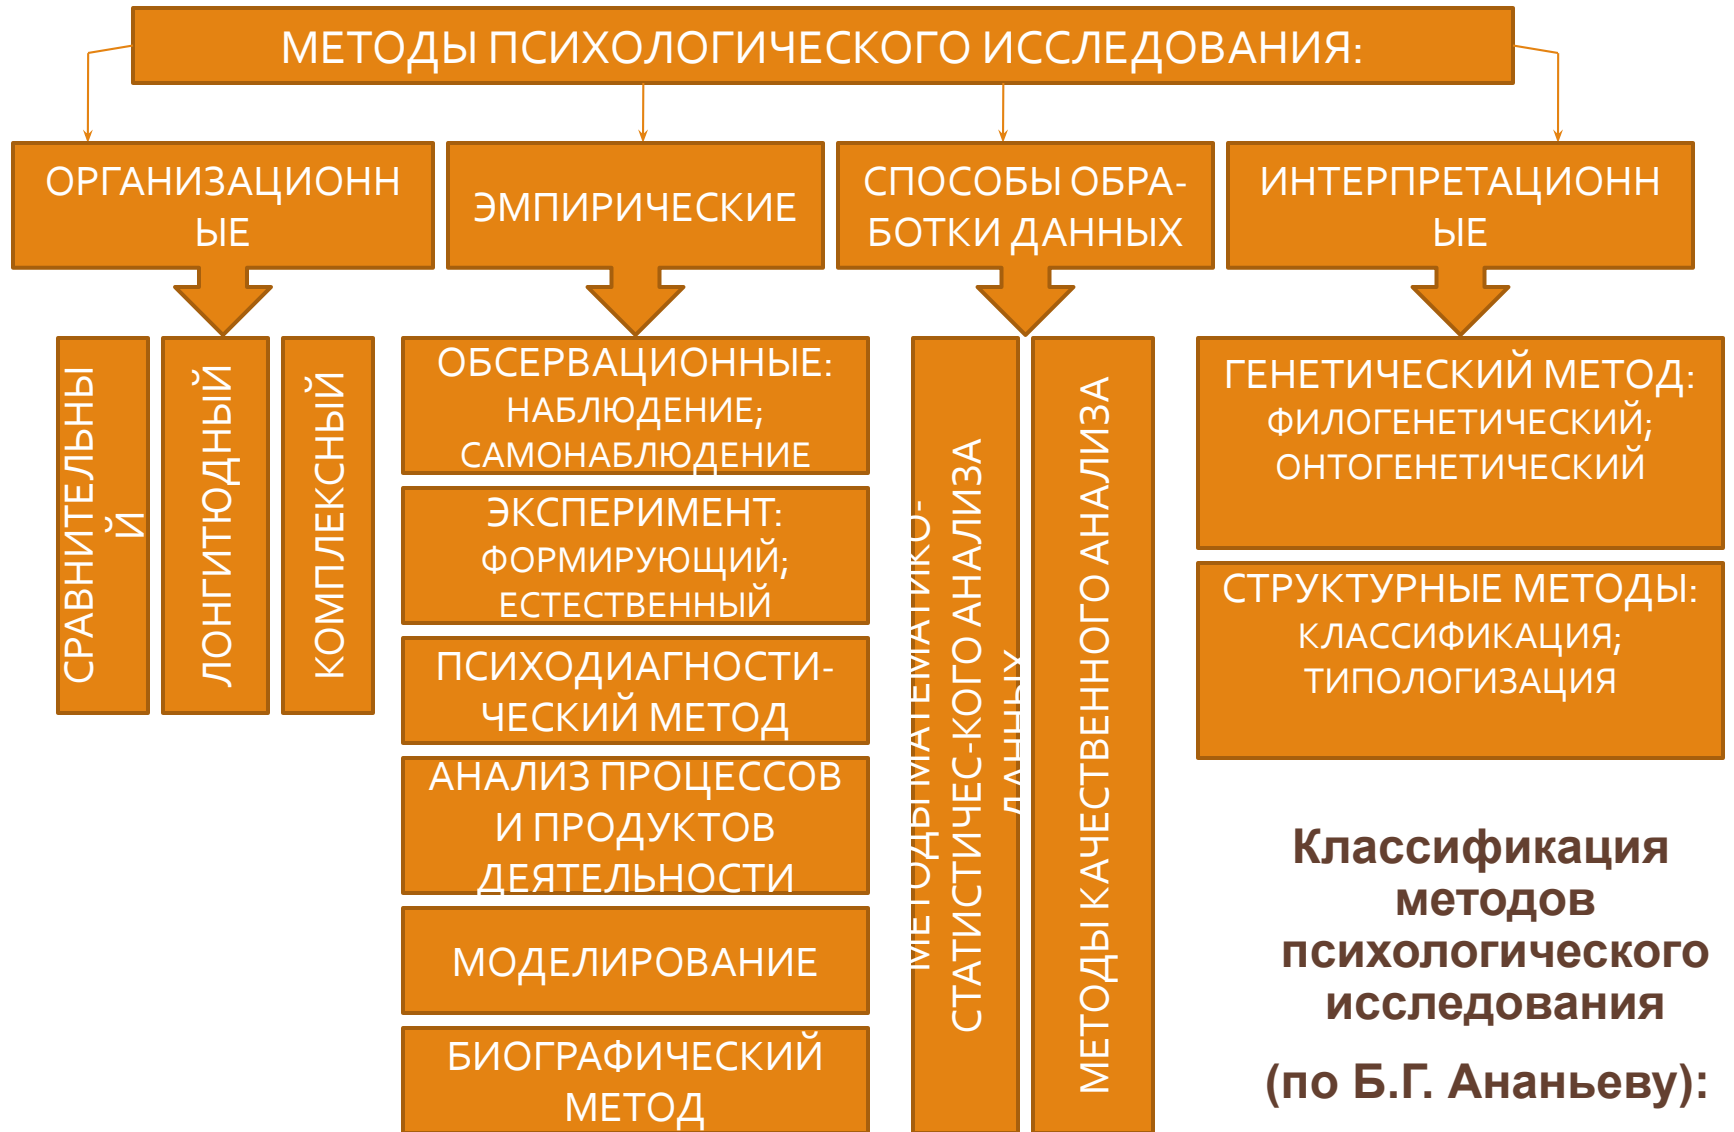 МЕТОДЫ ПСИХОЛОГИЧЕСКОГО ИССЛЕДОВАНИЯ:
ОРГАНИЗАЦИОНН
ЫЕ
ЭМПИРИЧЕСКИЕ
СПОСОБЫ ОБРА-
БОТКИ ДАННЫХ
ИНТЕРПРЕТАЦИОНН
ЫЕ
СРАВНИТЕЛЬНЫ
Й
ЛОНГИТЮДНЫЙ
КОМПЛЕКСНЫЙ
ОБСЕРВАЦИОННЫЕ:
НАБЛЮДЕНИЕ;
САМОНАБЛЮДЕНИЕ
ЭКСПЕРИМЕНТ:
ФОРМИРУЮЩИЙ;
ЕСТЕСТВЕННЫЙ
ПСИХОДИАГНОСТИ-
ЧЕСКИЙ МЕТОД
АНАЛИЗ ПРОЦЕССОВ
И ПРОДУКТОВ
ДЕЯТЕЛЬНОСТИ
МОДЕЛИРОВАНИЕ
БИОГРАФИЧЕСКИЙ
МЕТОД
МЕТОДЫ МАТЕМАТИКО-
СТАТИСТИЧЕС-КОГО АНАЛИЗА
ДАННЫХ
МЕТОДЫ КАЧЕСТВЕННОГО АНАЛИЗА
ГЕНЕТИЧЕСКИЙ МЕТОД:
ФИЛОГЕНЕТИЧЕСКИЙ;
ОНТОГЕНЕТИЧЕСКИЙ
СТРУКТУРНЫЕ МЕТОДЫ:
КЛАССИФИКАЦИЯ;
ТИПОЛОГИЗАЦИЯ
Классификация
методов
психологического
исследования
(по Б.Г. Ананьеву):